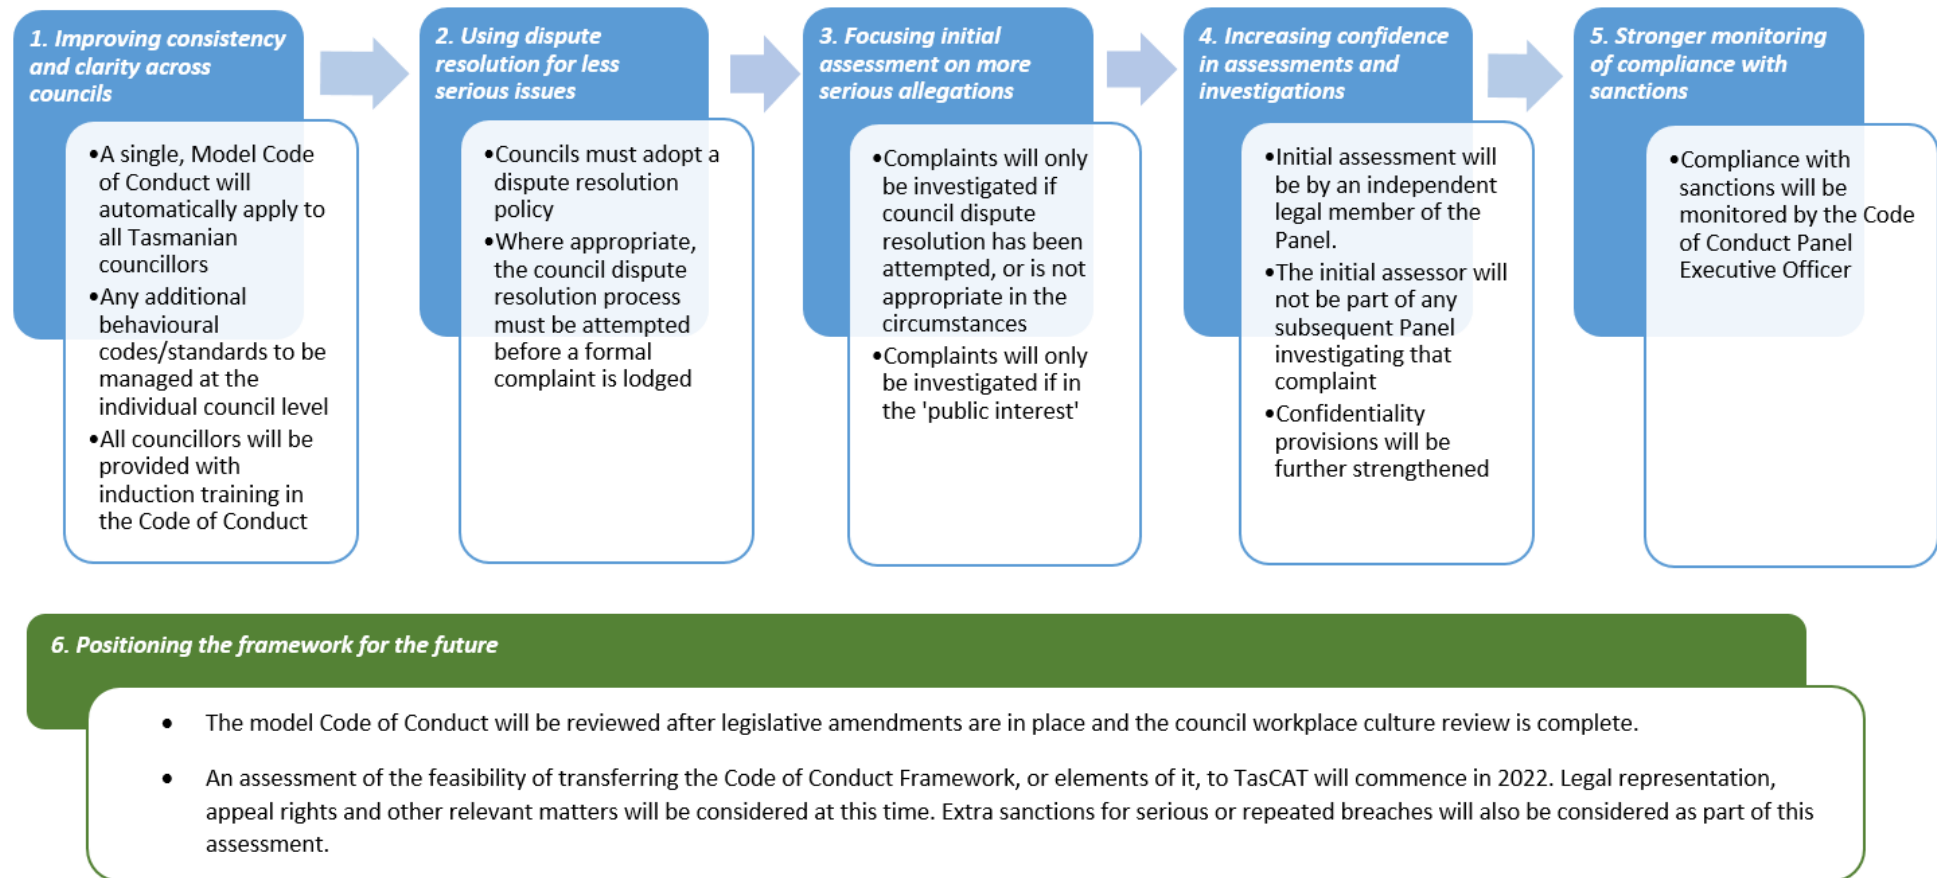 1. Improving consistency
and clarity across
councils
•A single, Model Code
of Conduct will
automatically apply to
all Tasmanian
councillors
•Any additional
behavioural
codes/standards to be
managed at the
individual council level
•All councillors will be
provided with
induction training in
the Code of Conduct
2. Using dispute
resolution for less
serious issues
•Councils must adopt a
dispute resolution
policy
•Where appropriate,
the council dispute
resolution process
must be attempted
before a formal
complaint is lodged
3. Focusing initial
assessment on more
serious allegations
•Complaints will only
be investigated if
council dispute
resolution has been
attempted, or is not
appropriate in the
circumstances
•Complaints will only
be investigated if in
the 'public interest'
4. Increasing confidence
in assessments and
investigations
•Initial assessment will
be by an independent
legal member of the
Panel.
•The initial assessor will
not be part of any
subsequent Panel
investigating that
complaint
•Confidentiality
provisions will be
further strengthened
5. Stronger monitoring
of compliance with
sanctions
•Compliance with
sanctions will be
monitored by the Code
of Conduct Panel
Executive Officer
6. Positioning the framework for the future
• The model Code of Conduct will be reviewed after legislative amendments are in place and the council workplace culture review is complete.
• An assessment of the feasibility of transferring the Code of Conduct Framework, or elements of it, to TasCAT will commence in 2022. Legal representation,
appeal rights and other relevant matters will be considered at this time. Extra sanctions for serious or repeated breaches will also be considered as part of this
assessment.